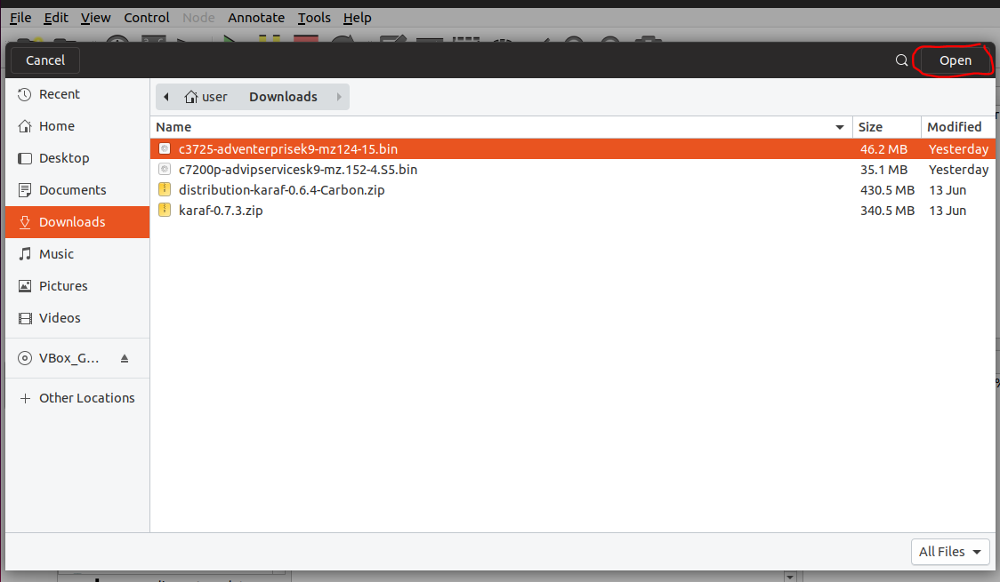 File Edit View Control Node Annotate Tools Help
Cancel Open
Recent
Home
Desktop
Documents
Downloads
Music
Pictures
Videos
VBox_G...
Other Locations
user Downloads
Name Size Modified
c3725-adventerprisek9-mz124-15.bin 46.2 MB Yesterday
c7200p-advipservicesk9-mz.152-4.S5.bin 35.1 MB Yesterday
distribution-karaf-0.6.4-Carbon.zip 430.5 MB 13 Jun
karaf-0.7.3.zip 340.5 MB 13 Jun
All Files